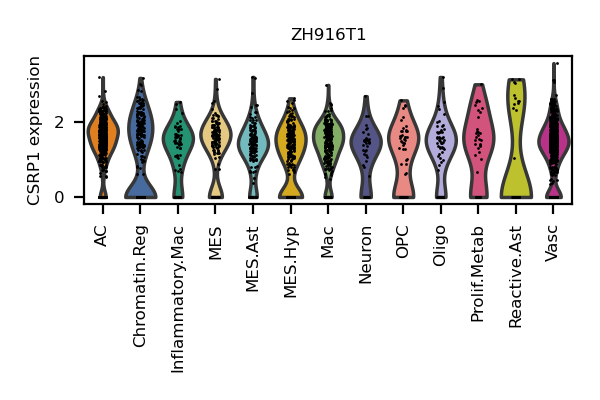 ZH916T1
CSRP1 expression
2
0
AC
Chromatin.Reg
Inflammatory.Mac
MES
MES.Ast
MES.Hyp
Mac
Neuron
OPC
Oligo
Prolif.Metab
Reactive.Ast
Vasc